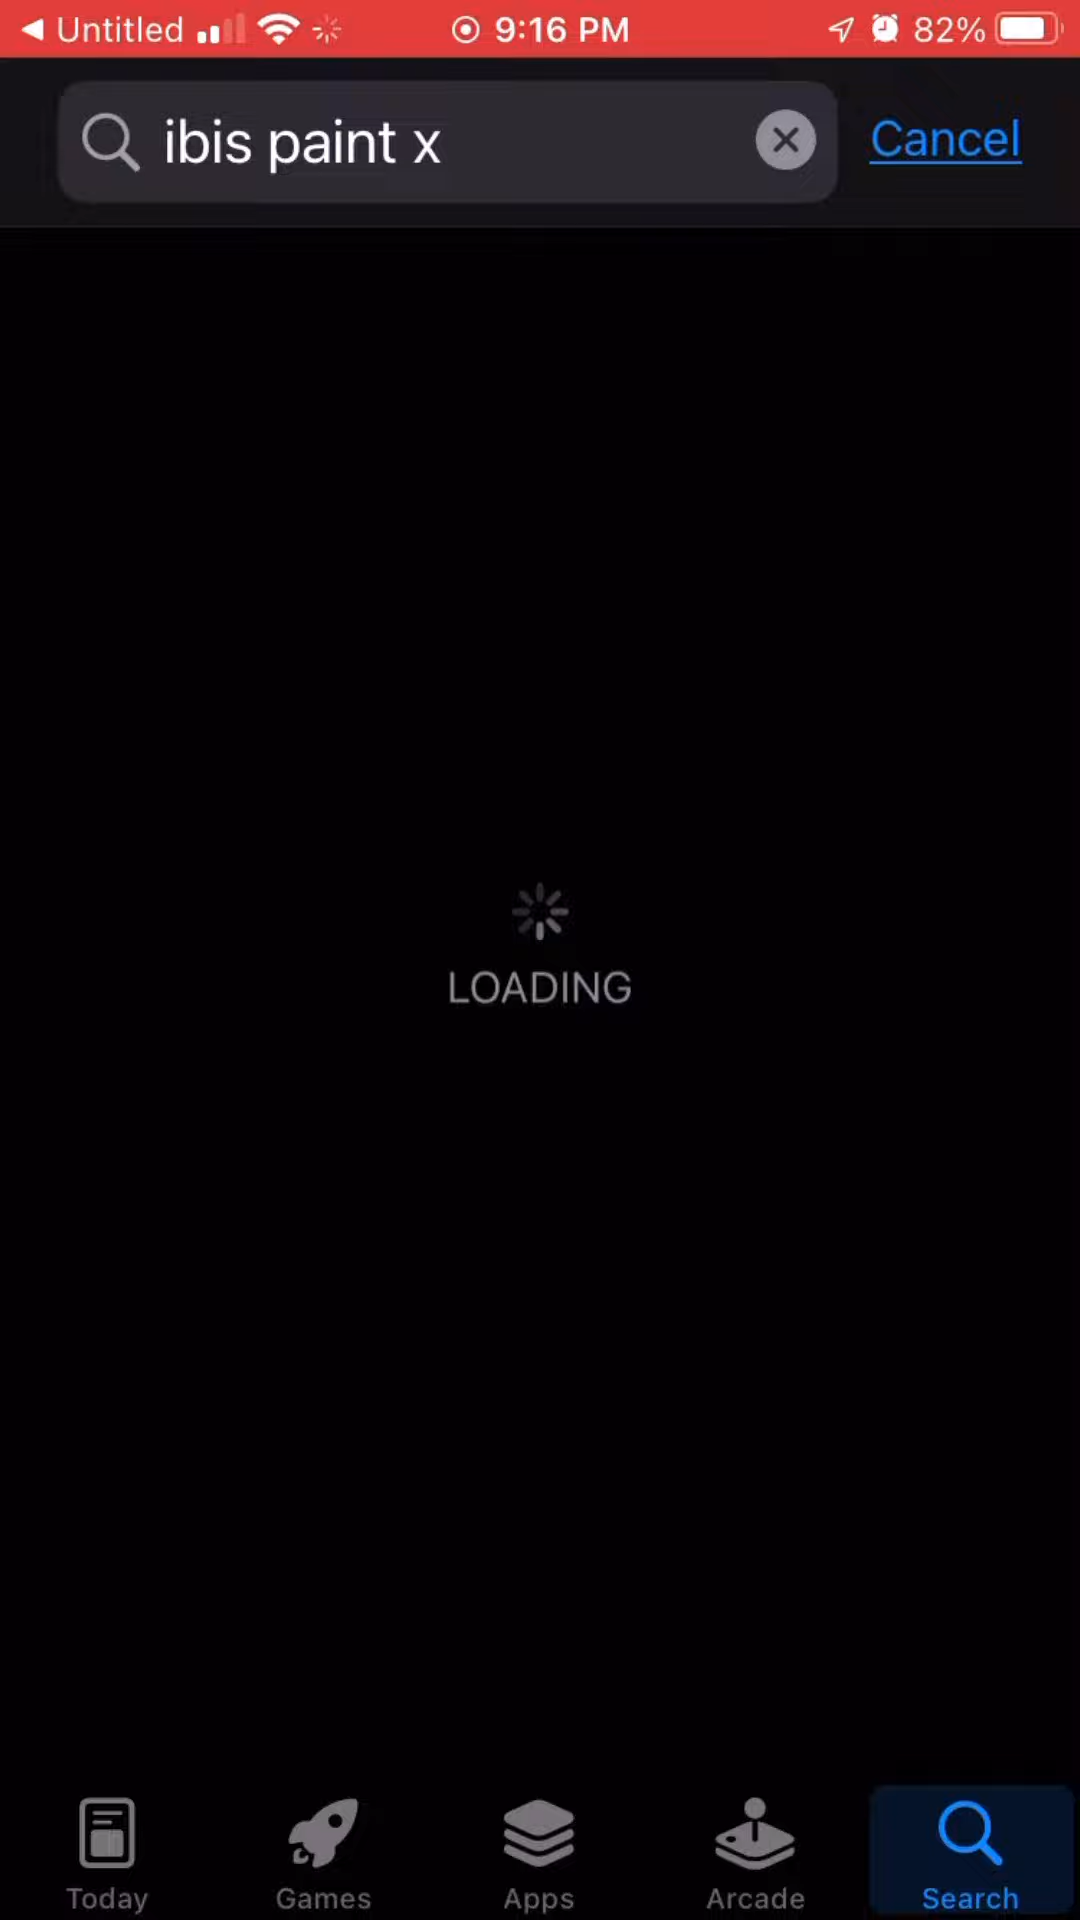 Untitled 9:16 PM 82%
ibis paint x Cancel
LOADING
Today Games Apps Arcade Search